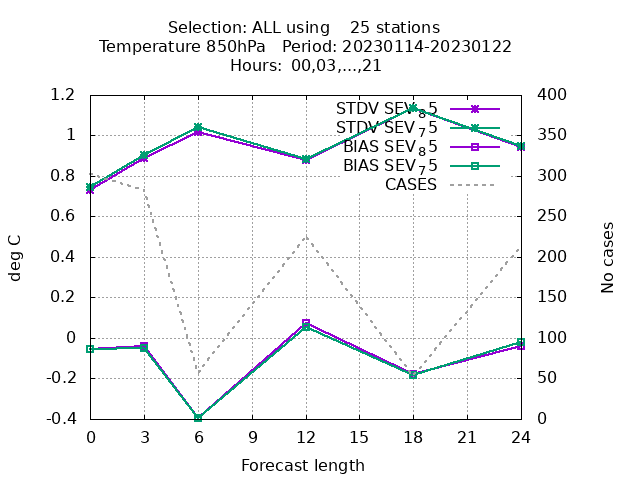 Selection: ALL using 25 stations
Temperature 850hPa Period: 20230114-20230122
Hours: 00,03,...,21
STDV SEV₈5
STDV SEV₇5
BIAS SEV₈5
BIAS SEV₇5
CASES
deg C
1.2
1
0.8
0.6
0.4
0.2
0
-0.2
-0.4
400
350
300
250
200
150
100
50
0
No cases
0 3 6 9 12 15 18 21 24
Forecast length